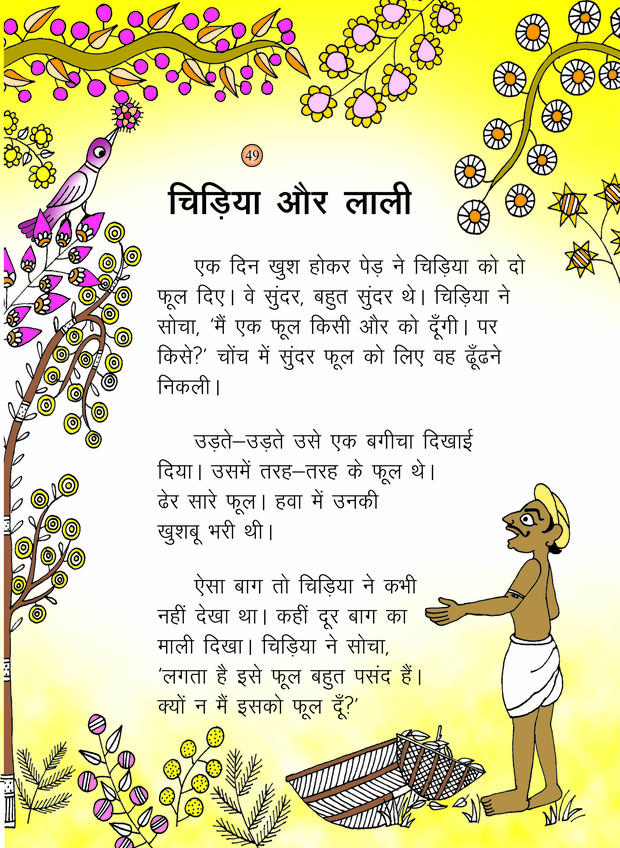 49
चिड़िया और लाली
एक दिन खुश होकर पेड़ ने चिड़िया को दो
फूल दिए। वे सुंदर, बहुत सुंदर थे। चिड़िया ने
सोचा, 'मैं एक फूल किसी और को दूँगी। पर
किसे?' चोंच में सुंदर फूल को लिए वह ढूँढने
निकली।
उड़ते–उड़ते उसे एक बगीचा दिखाई
दिया। उसमें तरह–तरह के फूल थे।
ढेर सारे फूल। हवा में उनकी
खुशबू भरी थी।
ऐसा बाग तो चिड़िया ने कभी
नहीं देखा था। कहीं दूर बाग का
माली दिखा। चिड़िया ने सोचा,
'लगता है इसे फूल बहुत पसंद हैं।
क्यों न मैं इसको फूल दूँ?'